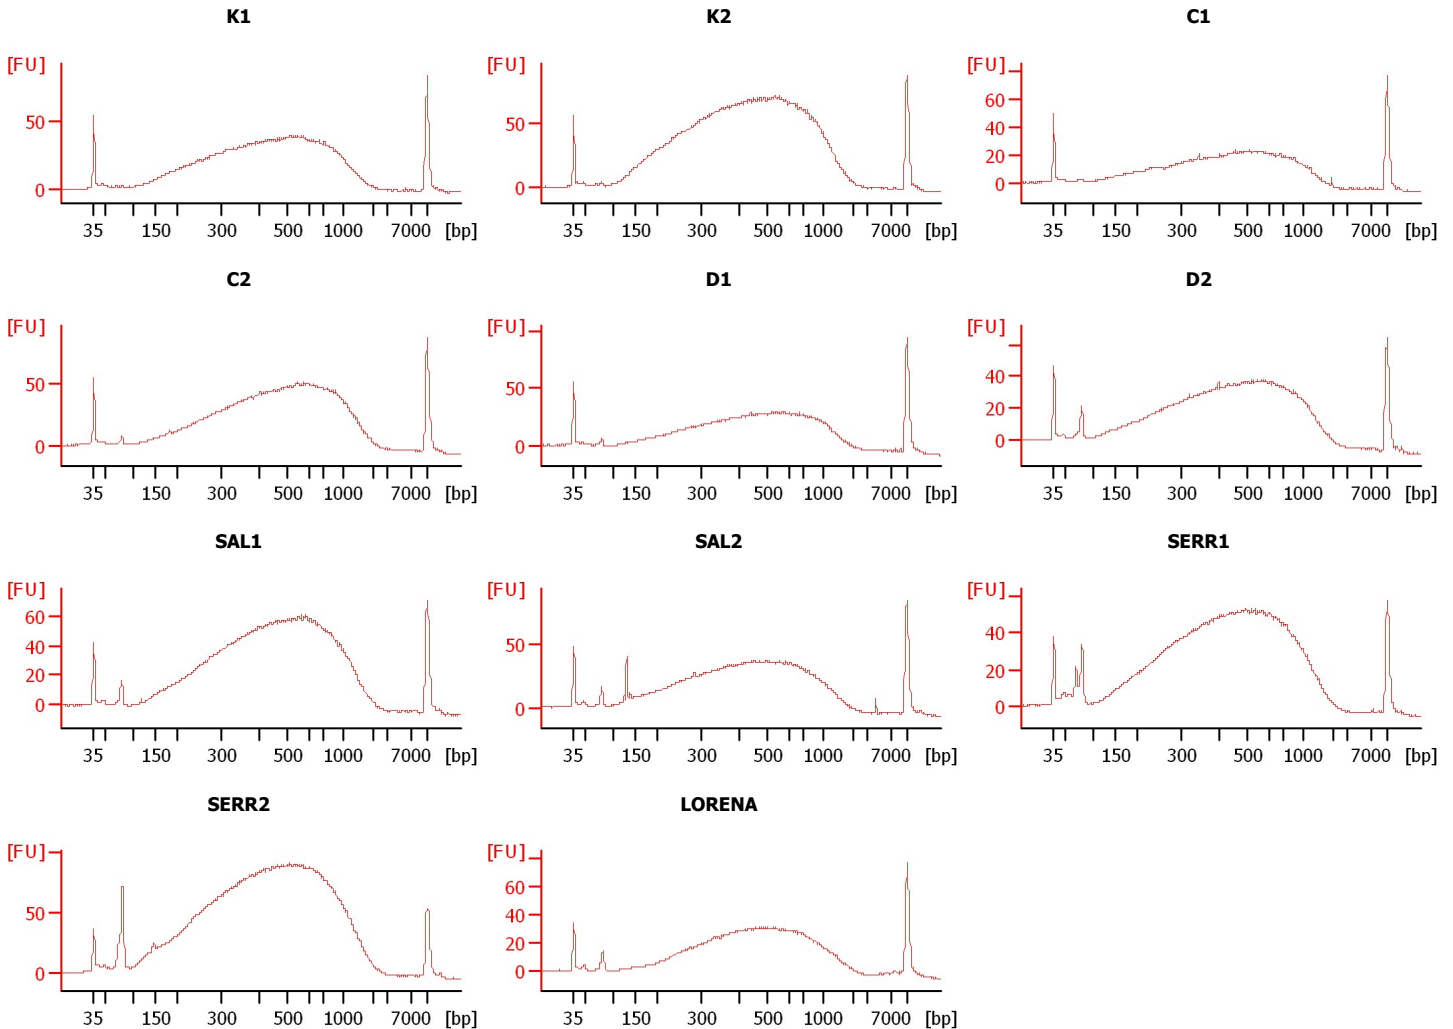 K1 K2 C1
[FU] [FU] [FU]
50 50 60
40
20
0 0 0
35 150 300 500 1000 7000 [bp] 35 150 300 500 1000 7000 [bp] 35 150 300 500 1000 7000 [bp]
C2 D1 D2
[FU] [FU] [FU]
50 50 40
20
0 0 0
35 150 300 500 1000 7000 [bp] 35 150 300 500 1000 7000 [bp] 35 150 300 500 1000 7000 [bp]
SAL1 SAL2 SERR1
[FU] [FU] [FU]
60 50 40
40
20 20
0 0 0
35 150 300 500 1000 7000 [bp] 35 150 300 500 1000 7000 [bp] 35 150 300 500 1000 7000 [bp]
SERR2 LORENA
[FU] [FU]
50 60
40
20
0 0
35 150 300 500 1000 7000 [bp] 35 150 300 500 1000 7000 [bp]